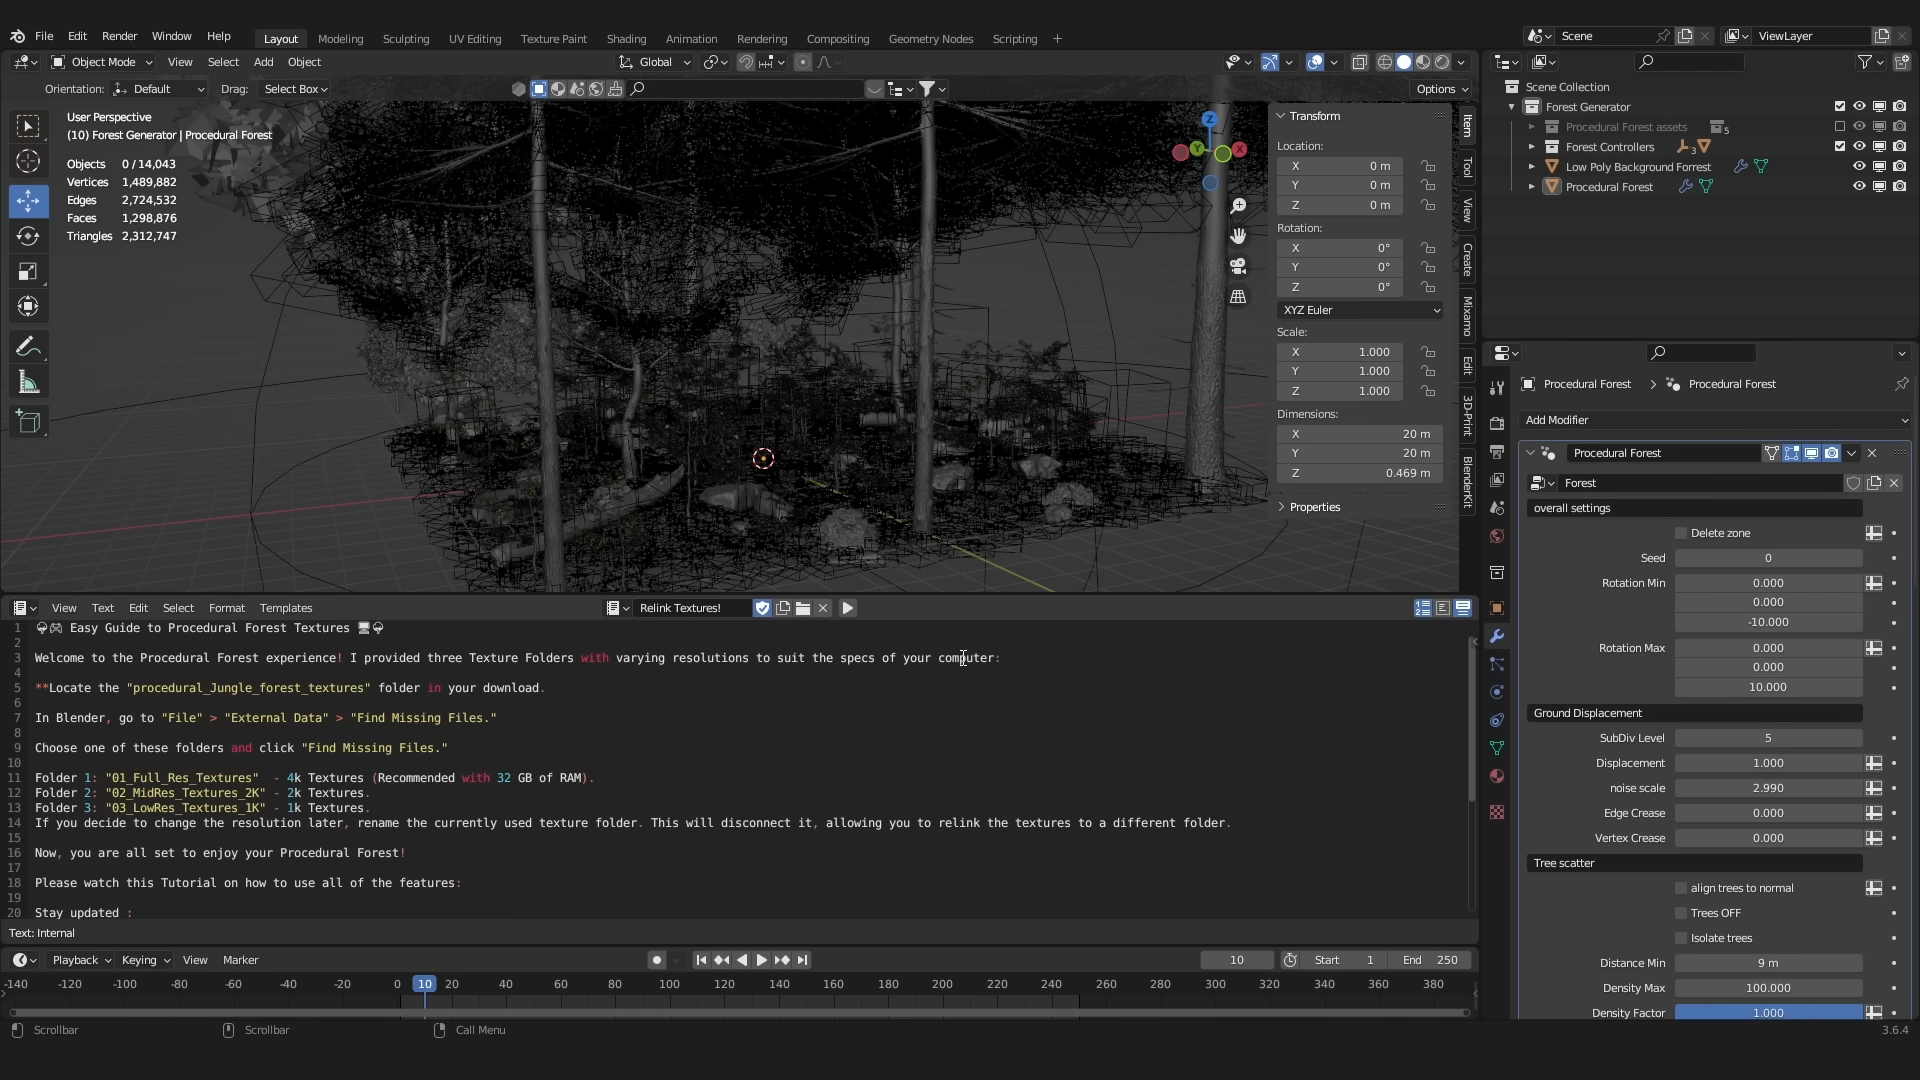 File Edit Render Window Help
Layout Modeling Sculpting UV Editing Texture Paint Shading Animation Rendering Compositing Geometry Nodes Scripting +
Scene
ViewLayer
Object Mode View Select Add Object
Global
Orientation: Default Drag: Select Box
Options
User Perspective
(10) Forest Generator | Procedural Forest
Objects 0 / 14,043
Vertices 1,489,882
Edges 2,724,532
Faces 1,298,876
Triangles 2,312,747
Z
Y
X
Transform
Location:
X 0 m
Y 0 m
Z 0 m
Rotation:
X 0°
Y 0°
Z 0°
XYZ Euler
Scale:
X 1.000
Y 1.000
Z 1.000
Dimensions:
X 20 m
Y 20 m
Z 0.469 m
Properties
Item
Tool
View
Create
Mixamo
Edit
3D-Print
BlenderKit
Scene Collection
Forest Generator
Procedural Forest assets 5
Forest Controllers 3
Low Poly Background Forrest
Procedural Forest
Procedural Forest > Procedural Forest
Add Modifier
Procedural Forest
Forest
overall settings
Delete zone
Seed 0
Rotation Min 0.000
0.000
-10.000
Rotation Max 0.000
0.000
10.000
Ground Displacement
SubDiv Level 5
Displacement 1.000
noise scale 2.990
Edge Crease 0.000
Vertex Crease 0.000
Tree scatter
align trees to normal
Trees OFF
Isolate trees
Distance Min 9 m
Density Max 100.000
Density Factor 1.000
View Text Edit Select Format Templates
Relink Textures!
1 Easy Guide to Procedural Forest Textures
2
3 Welcome to the Procedural Forest experience! I provided three Texture Folders with varying resolutions to suit the specs of your computer:
4
5 **Locate the "procedural_Jungle_forest_textures" folder in your download.
6
7 In Blender, go to "File" > "External Data" > "Find Missing Files."
8
9 Choose one of these folders and click "Find Missing Files."
10
11 Folder 1: "01_Full_Res_Textures" - 4k Textures (Recommended with 32 GB of RAM).
12 Folder 2: "02_MidRes_Textures_2K" - 2k Textures.
13 Folder 3: "03_LowRes_Textures_1K" - 1k Textures.
14 If you decide to change the resolution later, rename the currently used texture folder. This will disconnect it, allowing you to relink the textures to a different folder.
15
16 Now, you are all set to enjoy your Procedural Forest!
17
18 Please watch this Tutorial on how to use all of the features:
19
20 Stay updated :
Text: Internal
Playback Keying View Marker
10 Start 1 End 250
-140 -120 -100 -80 -60 -40 -20 0 10 20 40 60 80 100 120 140 160 180 200 220 240 260 280 300 320 340 360 380
Scrollbar Scrollbar Call Menu
3.6.4